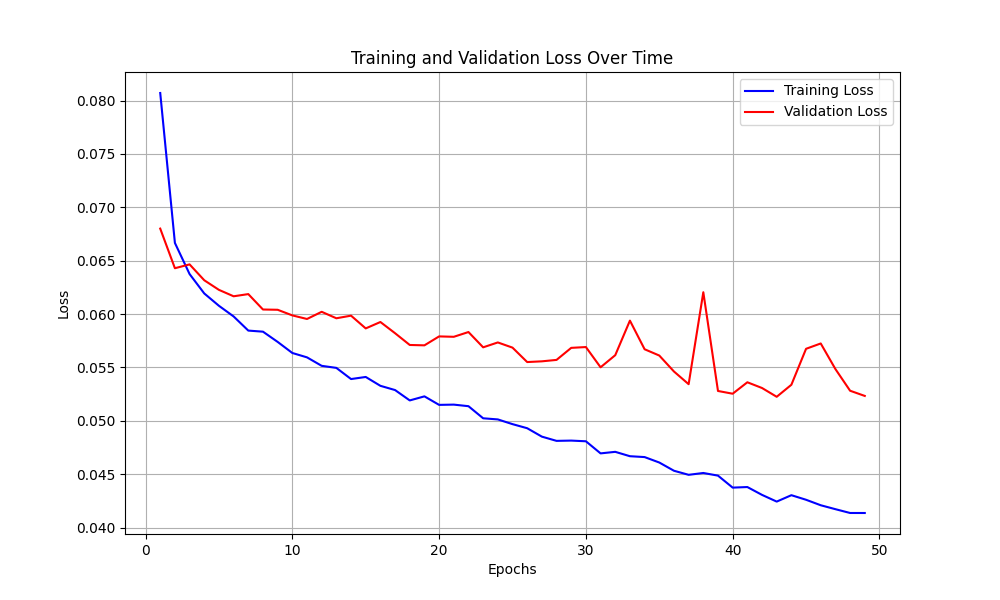 Training and Validation Loss Over Time
Training Loss
Validation Loss
Loss
0.080
0.075
0.070
0.065
0.060
0.055
0.050
0.045
0.040
0 10 20 30 40 50
Epochs